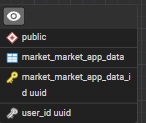 public
market_market_app_data
market_market_app_data_i
d uuid
user_id uuid